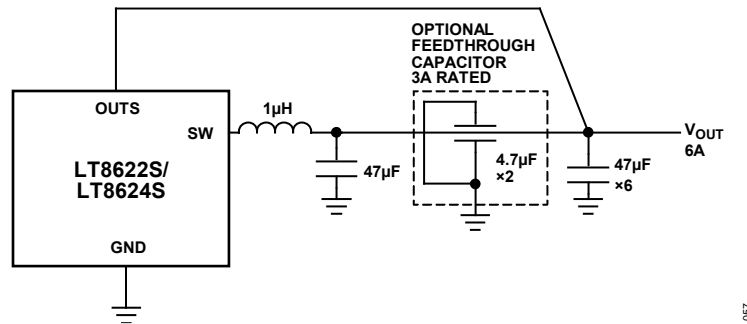 OPTIONAL
FEEDTHROUGH
CAPACITOR
3A RATED
OUTS
1µH
SW
VOUT
6A
LT8622S/
LT8624S
47µF
4.7µF
×2
47µF
×6
GND
057